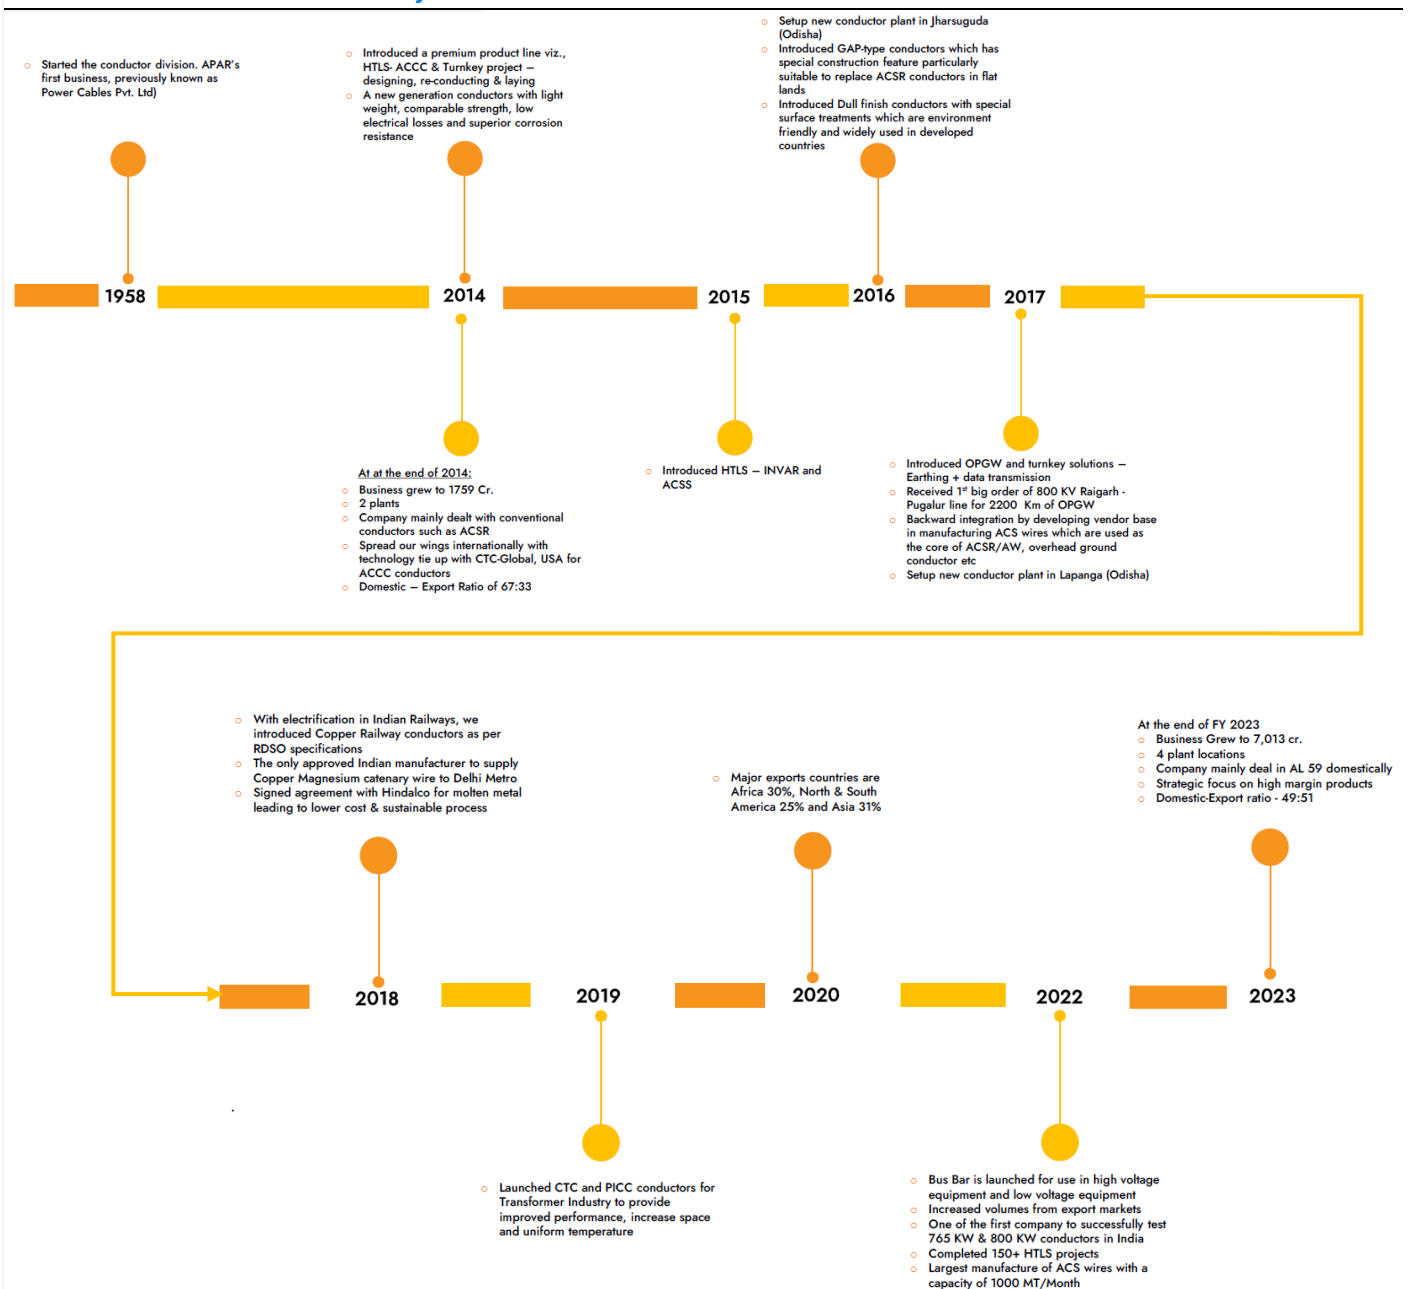 ○ Started the conductor division. APAR's
first business, previously known as
Power Cables Pvt. Ltd)
○ Introduced a premium product line viz.,
HTLS- ACCC & Turnkey project –
designing, re-conducting & laying
○ A new generation conductors with light
weight, comparable strength, low
electrical losses and superior corrosion
resistance
○ Setup new conductor plant in Jharsuguda
(Odisha)
○ Introduced GAP-type conductors which has
special construction feature particularly
suitable to replace ACSR conductors in flat
lands
○ Introduced Dull finish conductors with special
surface treatments which are environment
friendly and widely used in developed
countries
1958
2014
2015
2016
2017
At at the end of 2014:
○ Business grew to 1759 Cr.
○ 2 plants
○ Company mainly dealt with conventional
conductors such as ACSR
○ Spread our wings internationally with
technology tie up with CTC-Global, USA for
ACCC conductors
○ Domestic – Export Ratio of 67:33
○ Introduced HTLS – INVAR and
ACSS
○ Introduced OPGW and turnkey solutions –
Earthing + data transmission
○ Received 1st big order of 800 KV Raigarh -
Pugalur line for 2200 Km of OPGW
○ Backward integration by developing vendor base
in manufacturing ACS wires which are used as
the core of ACSR/AW, overhead ground
conductor etc
○ Setup new conductor plant in Lapanga (Odisha)
○ With electrification in Indian Railways, we
introduced Copper Railway conductors as per
RDSO specifications
○ The only approved Indian manufacturer to supply
Copper Magnesium catenary wire to Delhi Metro
○ Signed agreement with Hindalco for molten metal
leading to lower cost & sustainable process
○ Major exports countries are
Africa 30%, North & South
America 25% and Asia 31%
At the end of FY 2023
○ Business Grew to 7,013 cr.
○ 4 plant locations
○ Company mainly deal in AL 59 domestically
○ Strategic focus on high margin products
○ Domestic-Export ratio - 49:51
2018
2019
2020
2022
2023
○ Launched CTC and PICC conductors for
Transformer Industry to provide
improved performance, increase space
and uniform temperature
○ Bus Bar is launched for use in high voltage
equipment and low voltage equipment
○ Increased volumes from export markets
○ One of the first company to successfully test
765 KW & 800 KW conductors in India
○ Completed 150+ HTLS projects
○ Largest manufacture of ACS wires with a
capacity of 1000 MT/Month